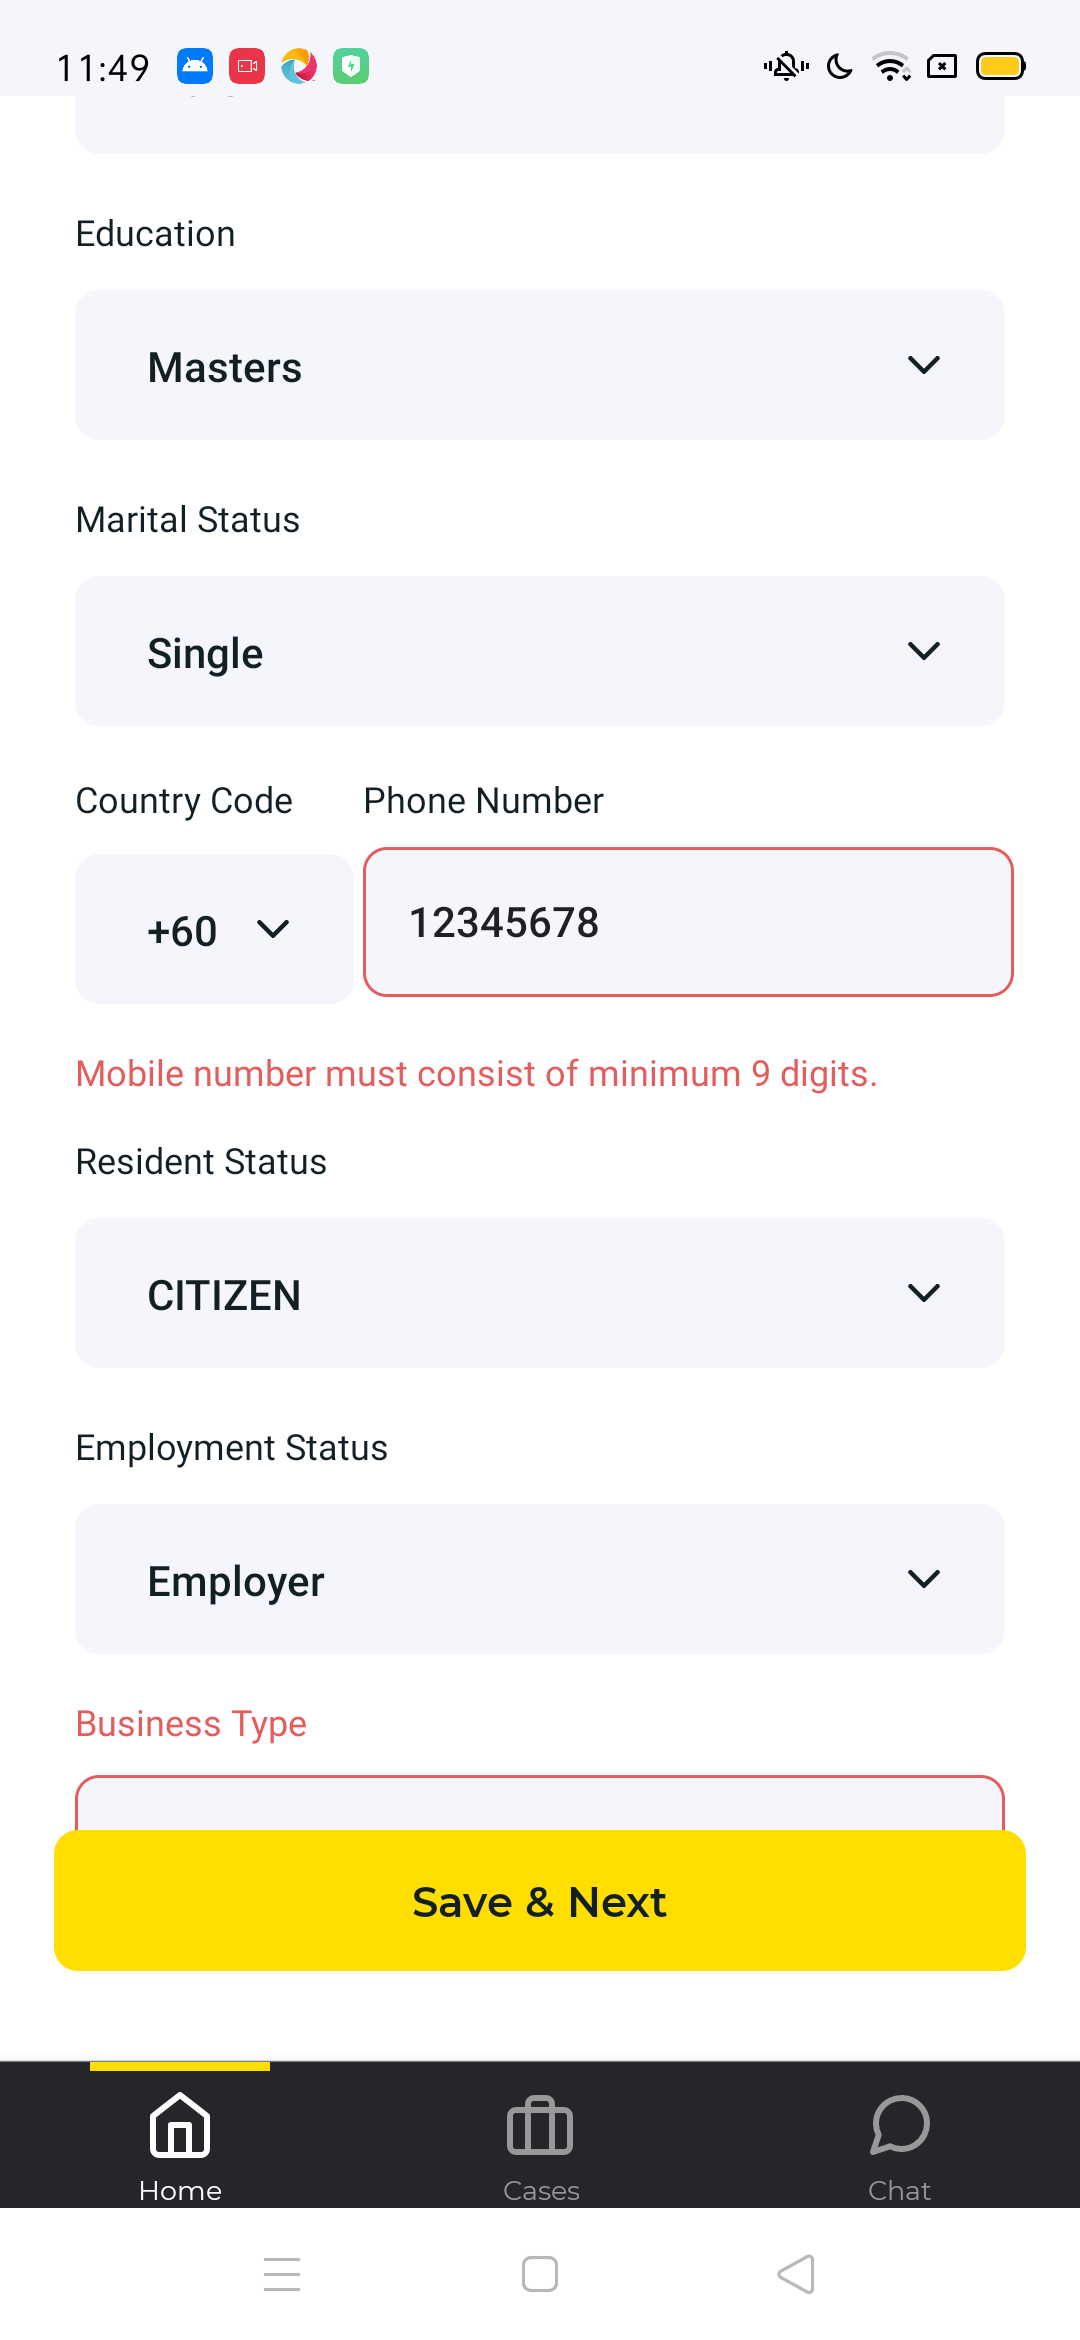 11:49
Education
Masters
Marital Status
Single
Country Code
Phone Number
+60
12345678
Mobile number must consist of minimum 9 digits.
Resident Status
CITIZEN
Employment Status
Employer
Business Type
Save & Next
Home
Cases
Chat